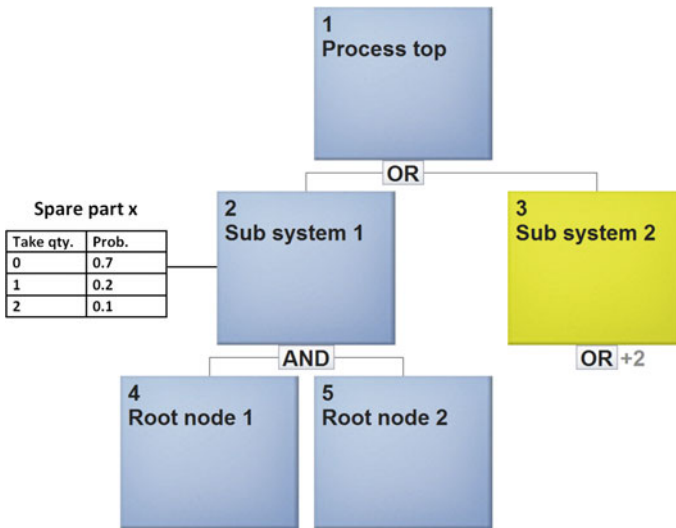 1
Process top
OR
Spare part x
Take qty. Prob.
0 0.7
1 0.2
2 0.1
2
Sub system 1
3
Sub system 2
AND
OR +2
4
Root node 1
5
Root node 2